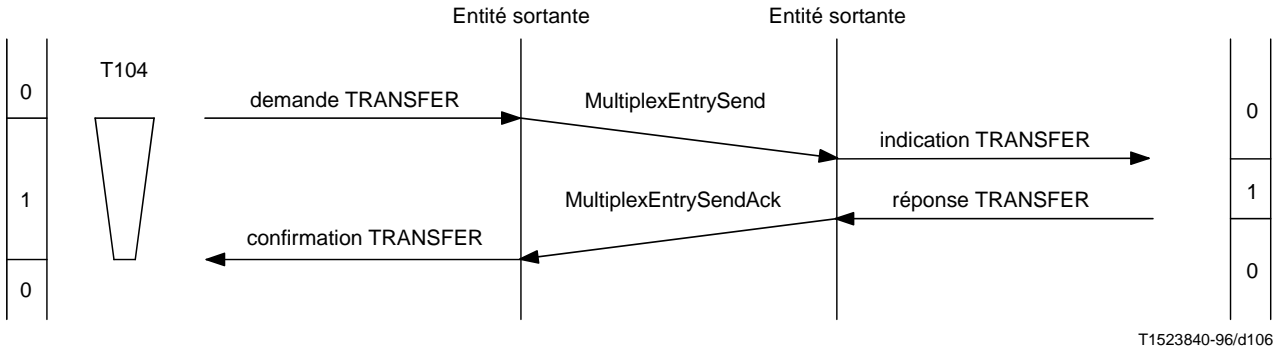 Entité sortante Entité sortante
T104
0
demande TRANSFER MultiplexEntrySend
0
indication TRANSFER
1
MultiplexEntrySendAck réponse TRANSFER
1
confirmation TRANSFER
0
0
T1523840-96/d106